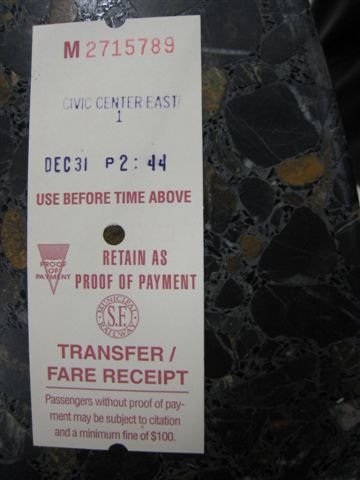 M 2715789
CIVIC CENTER EAST/
1
DEC31 P2:44
USE BEFORE TIME ABOVE
RETAIN AS
PROOF OF PAYMENT
PROOF
OF
PAYMENT
MUNICIPAL
S.F.
RAILWAY
TRANSFER /
FARE RECEIPT
Passengers without proof of pay-
ment may be subject to citation
and a minimum fine of $100.